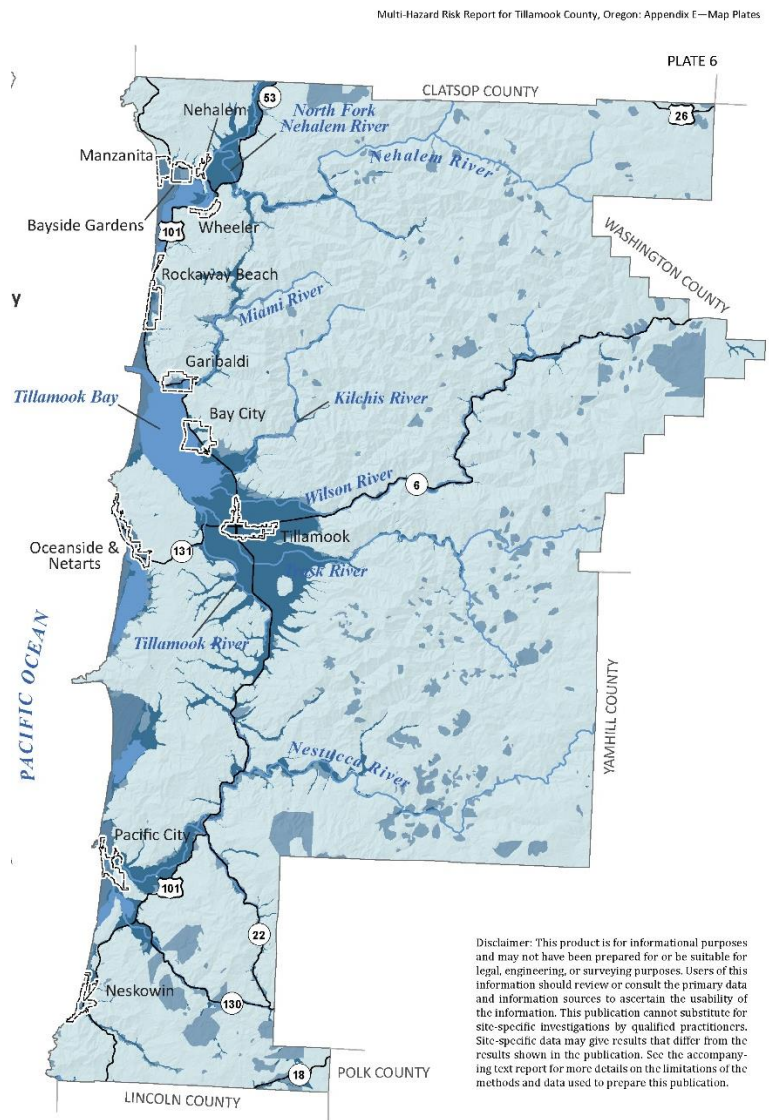 Multi-Hazard Risk Report for Tillamook County, Oregon: Appendix E—Map Plates
PLATE 6
CLATSOP COUNTY
53
Nehalem
North Fork
Nehalem River
26
Manzanita
Nehalem River
Bayside Gardens
101
Wheeler
WASHINGTON COUNTY
Rockaway Beach
y
Miami River
Garibaldi
Tillamook Bay
Kilchis River
Bay City
Wilson River
6
Tillamook
Oceanside &
Netarts
131
River
Tillamook River
PACIFIC OCEAN
YAMHILL COUNTY
Nestucca River
Pacific City
101
22
Neskowin
130
18
POLK COUNTY
LINCOLN COUNTY
Disclaimer: This product is for informational purposes
and may not have been prepared for or be suitable for
legal, engineering, or surveying purposes. Users of this
information should review or consult the primary data
and information sources to ascertain the usability of
the information. This publication cannot substitute for
site-specific investigations by qualified practitioners.
Site-specific data may give results that differ from the
results shown in the publication. See the accompany-
ing text report for more details on the limitations of the
methods and data used to prepare this publication.